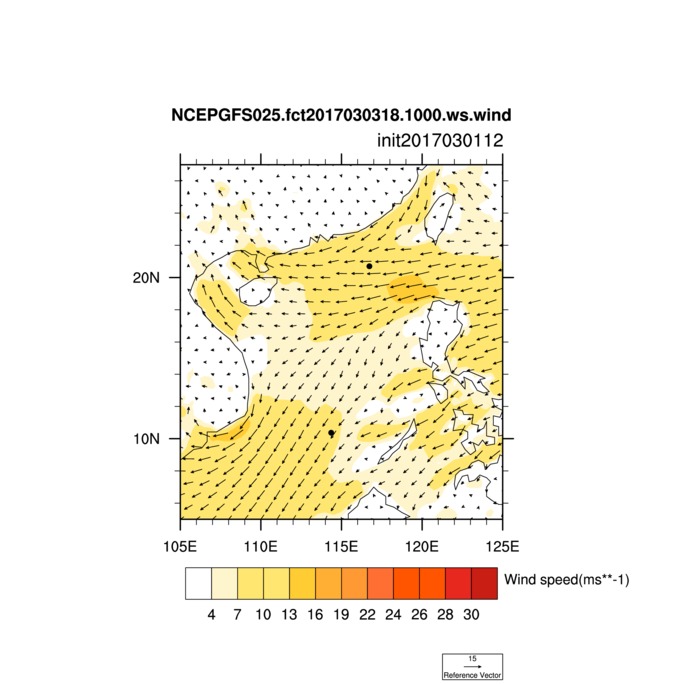 NCEPGFS025.fct2017030318.1000.ws.wind
init2017030112
20N
10N
105E 110E 115E 120E 125E
Wind speed(ms**-1)
4 7 10 13 16 19 22 24 26 28 30
15
Reference Vector